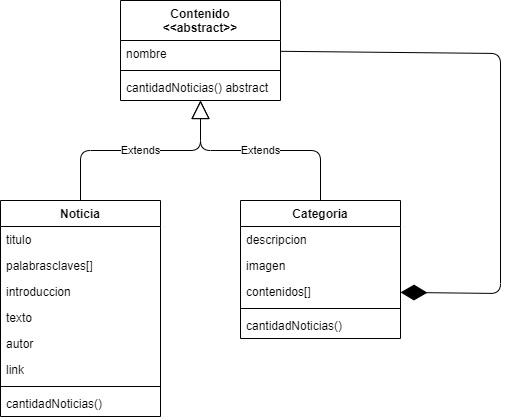 Contenido
<<abstract>>
nombre
cantidadNoticias() abstract
Extends
Extends
Noticia
titulo
palabrasclaves[]
introduccion
texto
autor
link
cantidadNoticias()
Categoria
descripcion
imagen
contenidos[]
cantidadNoticias()